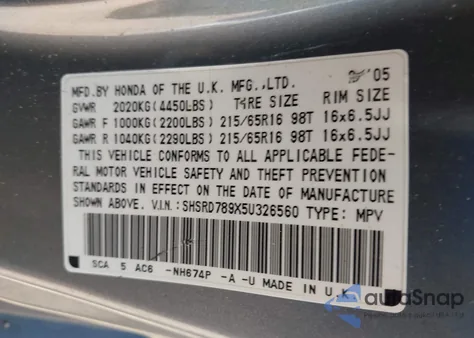 MFD. BY HONDA OF THE U.K. MFG.,LTD. '05
GVWR 2020KG(4450LBS) TIRE SIZE RIM SIZE
GAWR F 1000KG(2200LBS) 215/65R16 98T 16x6.5JJ
GAWR R 1040KG(2290LBS) 215/65R16 98T 16x6.5JJ
THIS VEHICLE CONFORMS TO ALL APPLICABLE FEDE-
RAL MOTOR VEHICLE SAFETY AND THEFT PREVENTION
STANDARDS IN EFFECT ON THE DATE OF MANUFACTURE
SHOWN ABOVE. V.I.N.:SHSRD789X5U326560 TYPE: MPV
SCA 5 AC6 -NH674P -A -U MADE IN U.K.
autoSnap